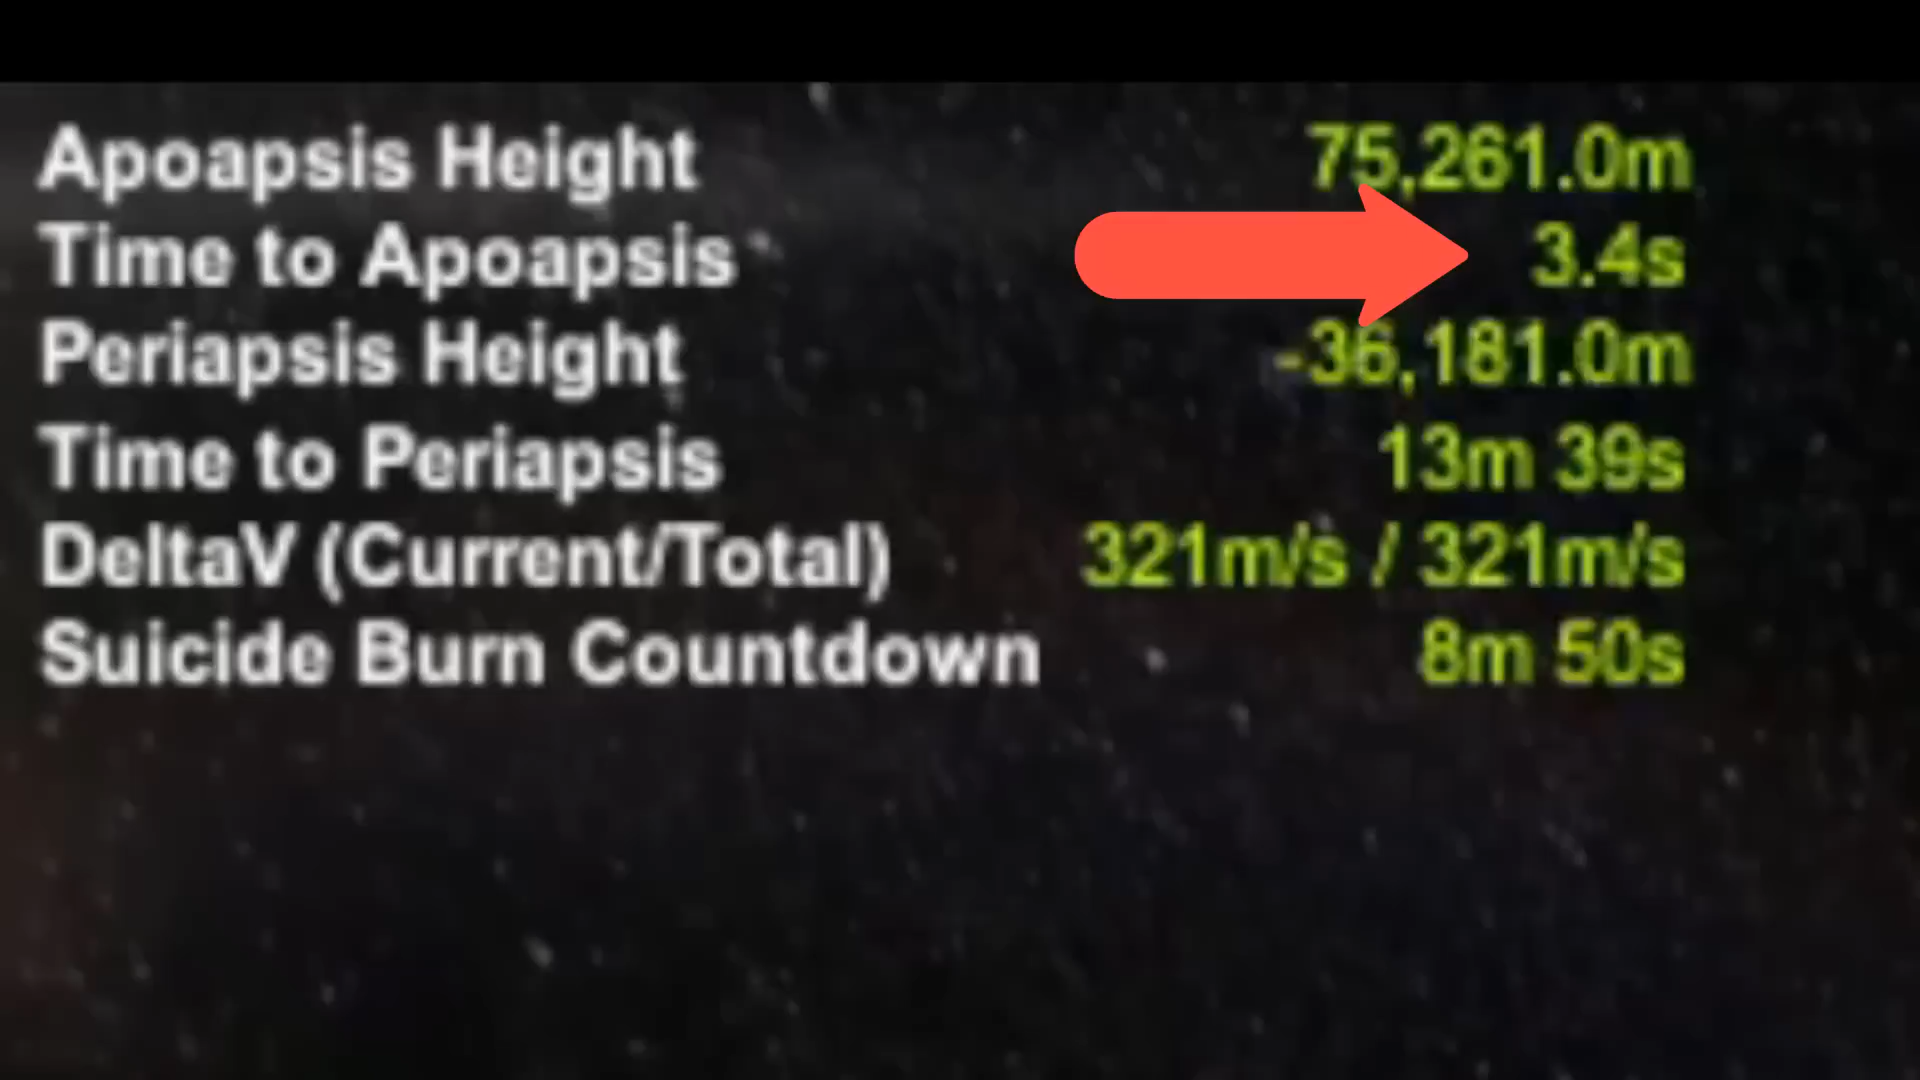 Apoapsis Height 75,261.0m
Time to Apoapsis 3.4s
Periapsis Height -36,181.0m
Time to Periapsis 13m 39s
DeltaV (Current/Total) 321m/s / 321m/s
Suicide Burn Countdown 8m 50s